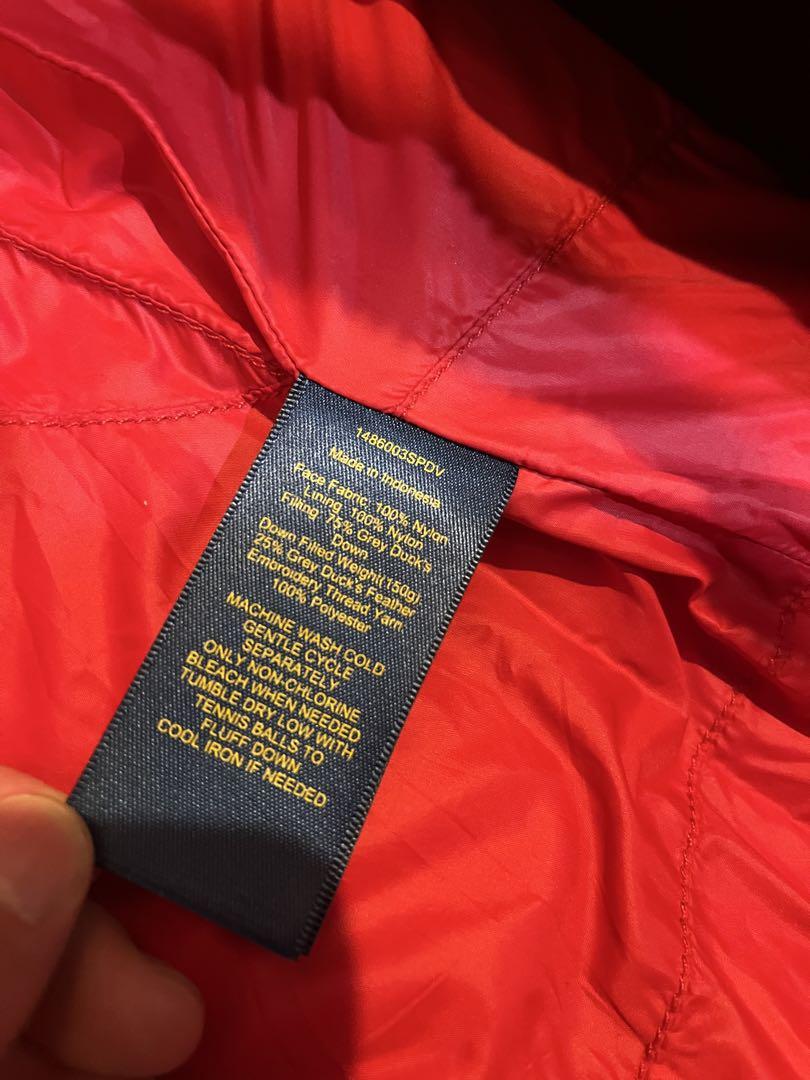 1486003SPDV
Made in Indonesia
Face Fabric, 100% Nylon
Lining, 100% Nylon
Filling, 75% Grey Duck's
Down
Down Filled Weight(150g)
25% Grey Duck's Feather
Embroidery Thread, Yarn,
100% Polyester
MACHINE WASH COLD
GENTLE CYCLE
SEPARATELY
ONLY NON-CHLORINE
BLEACH WHEN NEEDED
TUMBLE DRY LOW WITH
TENNIS BALLS TO
FLUFF DOWN
COOL IRON IF NEEDED